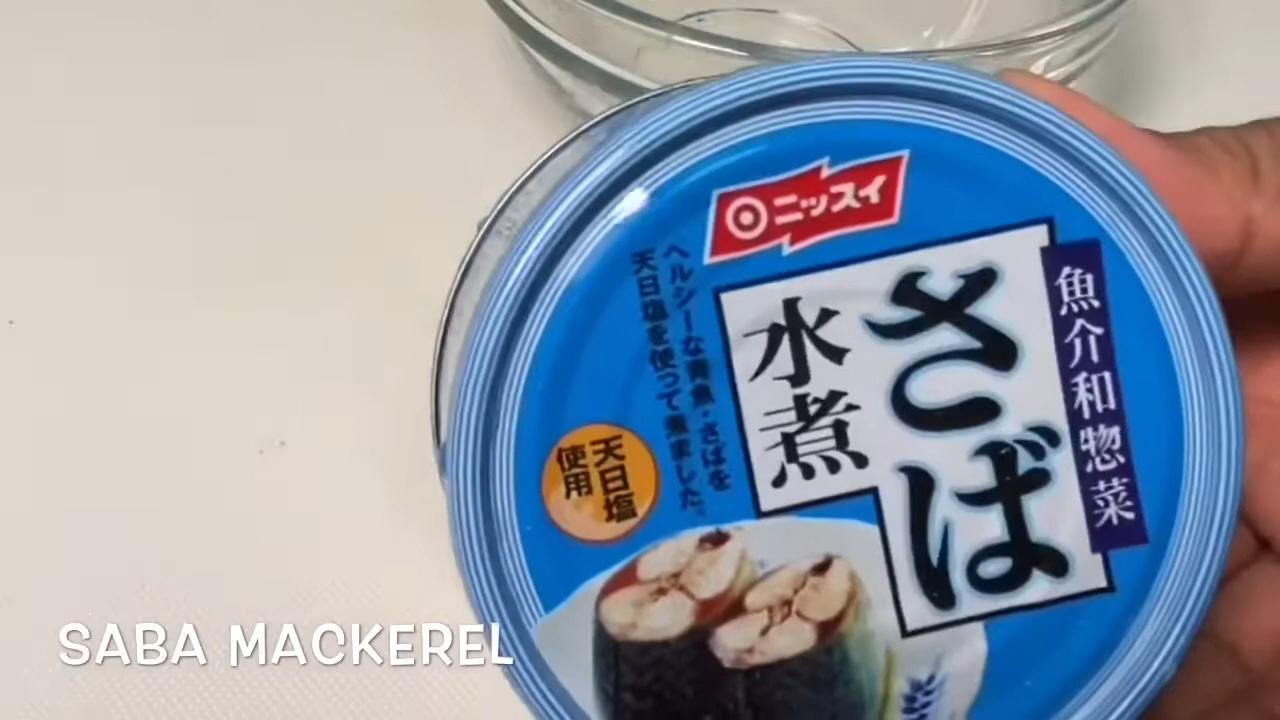 ニッスイ
魚介和惣菜
さば
水煮
ヘルシーな青魚・さばを
天日塩を使って煮ました。
天日塩
使用
SABA MACKEREL